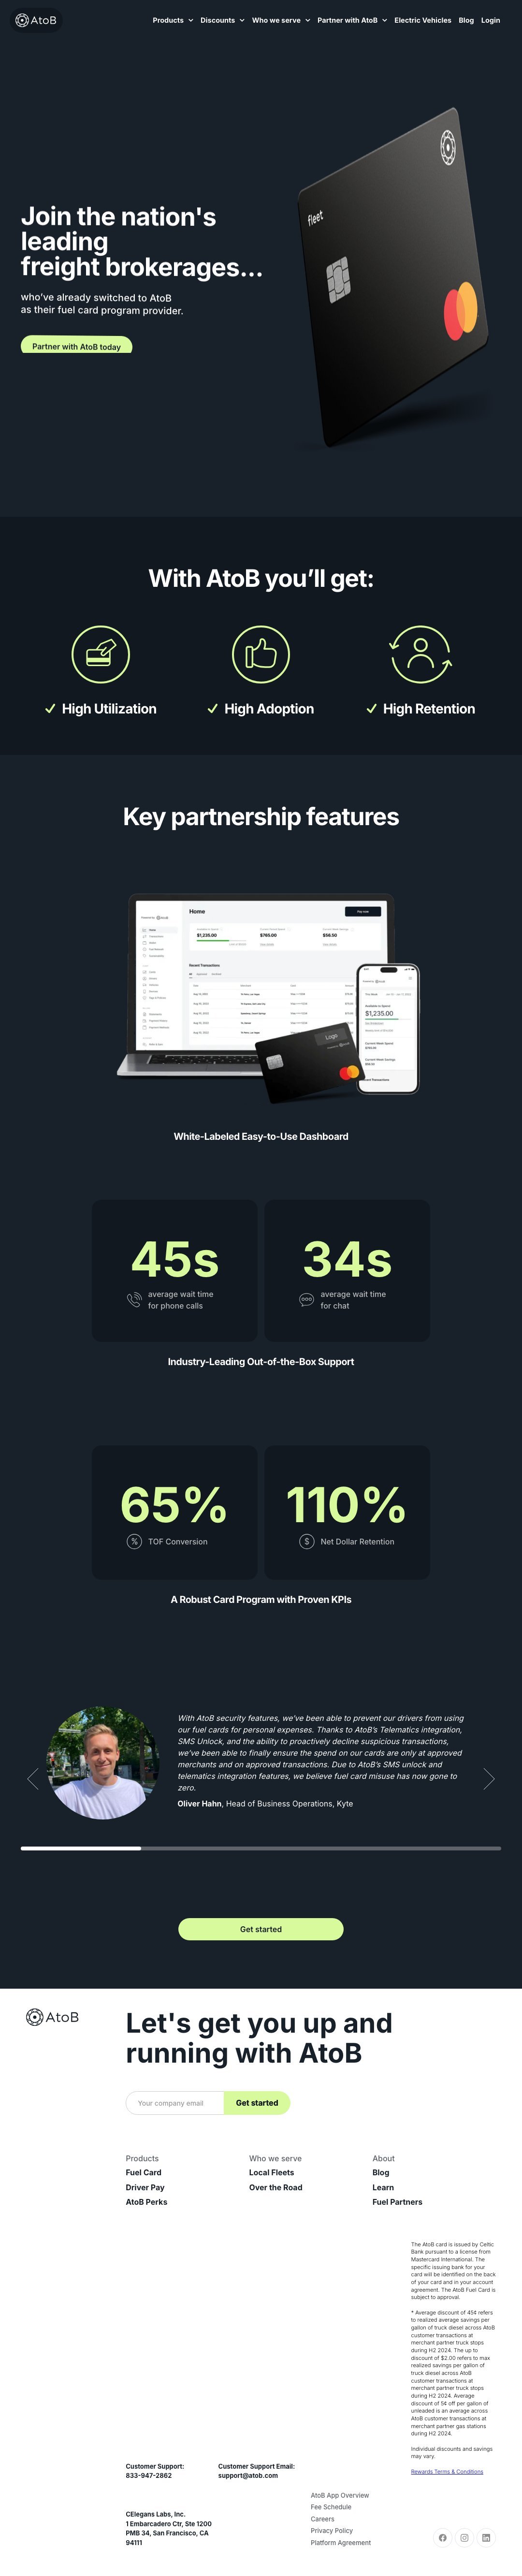 AtoB
Products
Discounts
Who we serve
Partner with AtoB
Electric Vehicles
Blog
Login
Join the nation's
leading
freight brokerages...
who've already switched to AtoB
as their fuel card program provider.
Partner with AtoB today
fleet
With AtoB you’ll get:
High Utilization
High Adoption
High Retention
Key partnership features
Home
$1,235.00
$765.00
$56.50
Recent Transactions
Logo
$1,235.00
White-Labeled Easy-to-Use Dashboard
45s
average wait time
for phone calls
34s
average wait time
for chat
Industry-Leading Out-of-the-Box Support
65%
% TOF Conversion
110%
$ Net Dollar Retention
A Robust Card Program with Proven KPIs
With AtoB security features, we've been able to prevent our drivers from using
our fuel cards for personal expenses. Thanks to AtoB’s Telematics integration,
SMS Unlock, and the ability to proactively decline suspicious transactions,
we've been able to finally ensure the spend on our cards are only at approved
merchants and on approved transactions. Due to AtoB’s SMS unlock and
telematics integration features, we believe fuel card misuse has now gone to
zero.
Oliver Hahn, Head of Business Operations, Kyte
Get started
AtoB
Let's get you up and
running with AtoB
Your company email
Get started
Products
Fuel Card
Driver Pay
AtoB Perks
Who we serve
Local Fleets
Over the Road
About
Blog
Learn
Fuel Partners
The AtoB card is issued by Celtic
Bank pursuant to a license from
Mastercard International. The
specific issuing bank for your
card will be identified on the back
of your card and in your account
agreement. The AtoB Fuel Card is
subject to approval.
* Average discount of 45¢ refers
to realized average savings per
gallon of truck diesel across AtoB
customer transactions at
merchant partner truck stops
during H2 2024. The up to
discount of $2.00 refers to max
realized savings per gallon of
truck diesel across AtoB
customer transactions at
merchant partner truck stops
during H2 2024. Average
discount of 5¢ off per gallon of
unleaded is an average across
AtoB customer transactions at
merchant partner gas stations
during H2 2024.
Individual discounts and savings
may vary.
Rewards Terms & Conditions
Customer Support:
833-947-2862
Customer Support Email:
support@atob.com
CElegans Labs, Inc.
1 Embarcadero Ctr, Ste 1200
PMB 34, San Francisco, CA
94111
AtoB App Overview
Fee Schedule
Careers
Privacy Policy
Platform Agreement